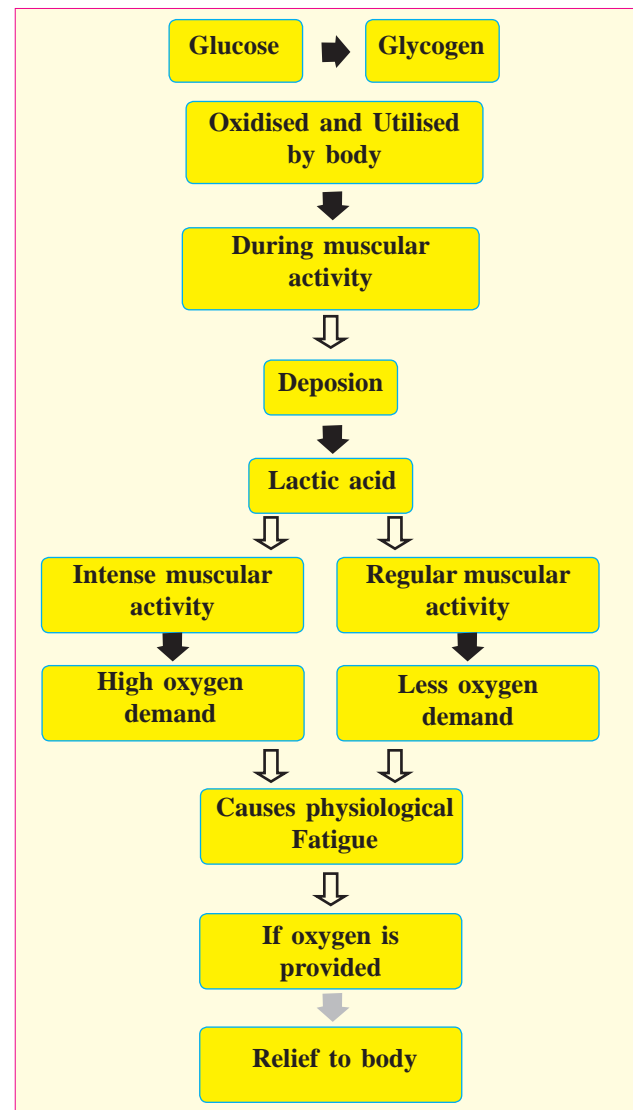 Glucose
Glycogen
Oxidised and Utilised
by body
During muscular
activity
Deposion
Lactic acid
Intense muscular
activity
Regular muscular
activity
High oxygen
demand
Less oxygen
demand
Causes physiological
Fatigue
If oxygen is
provided
Relief to body